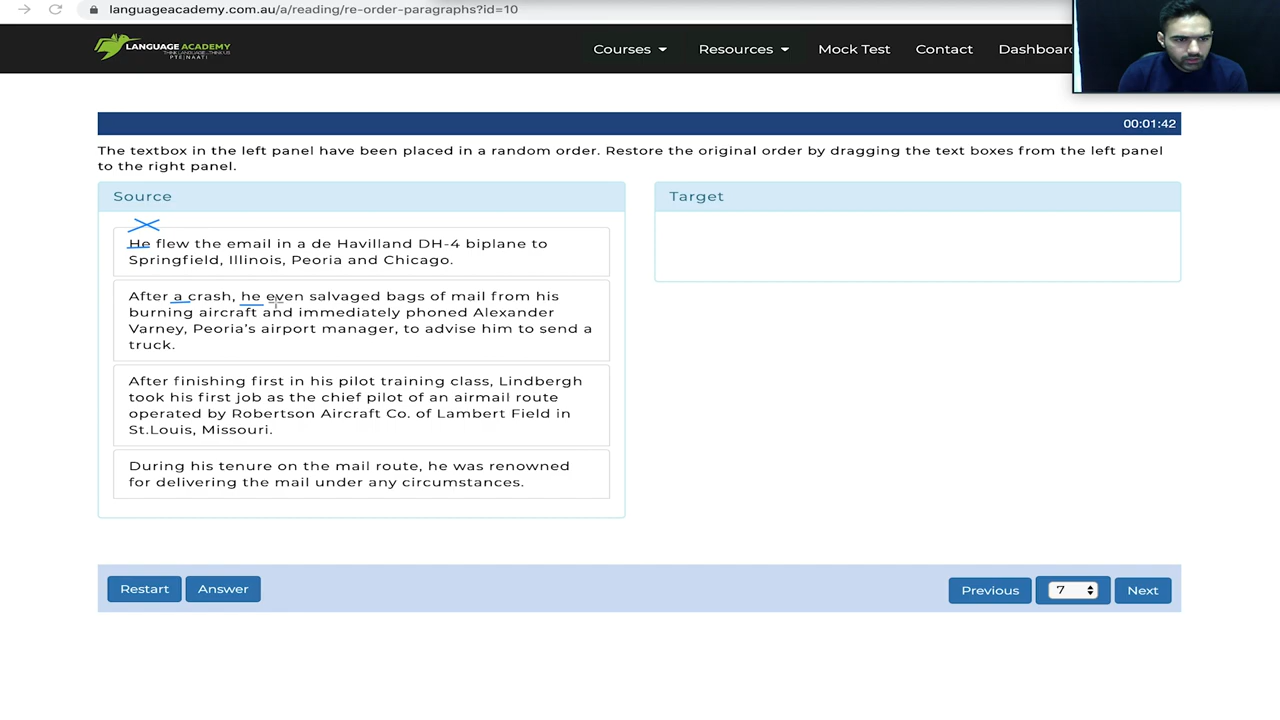 languageacademy.com.au/a/reading/re-order-paragraphs?id=10
LANGUAGE ACADEMY
THINK LANGUAGE - THINK US
PTE|NAATI
Courses
Resources
Mock Test
Contact
Dashboard
00:01:42
The textbox in the left panel have been placed in a random order. Restore the original order by dragging the text boxes from the left panel
to the right panel.
Source
Target
He flew the email in a de Havilland DH-4 biplane to
Springfield, Illinois, Peoria and Chicago.
After a crash, he even salvaged bags of mail from his
burning aircraft and immediately phoned Alexander
Varney, Peoria's airport manager, to advise him to send a
truck.
After finishing first in his pilot training class, Lindbergh
took his first job as the chief pilot of an airmail route
operated by Robertson Aircraft Co. of Lambert Field in
St.Louis, Missouri.
During his tenure on the mail route, he was renowned
for delivering the mail under any circumstances.
Restart
Answer
Previous
7
Next